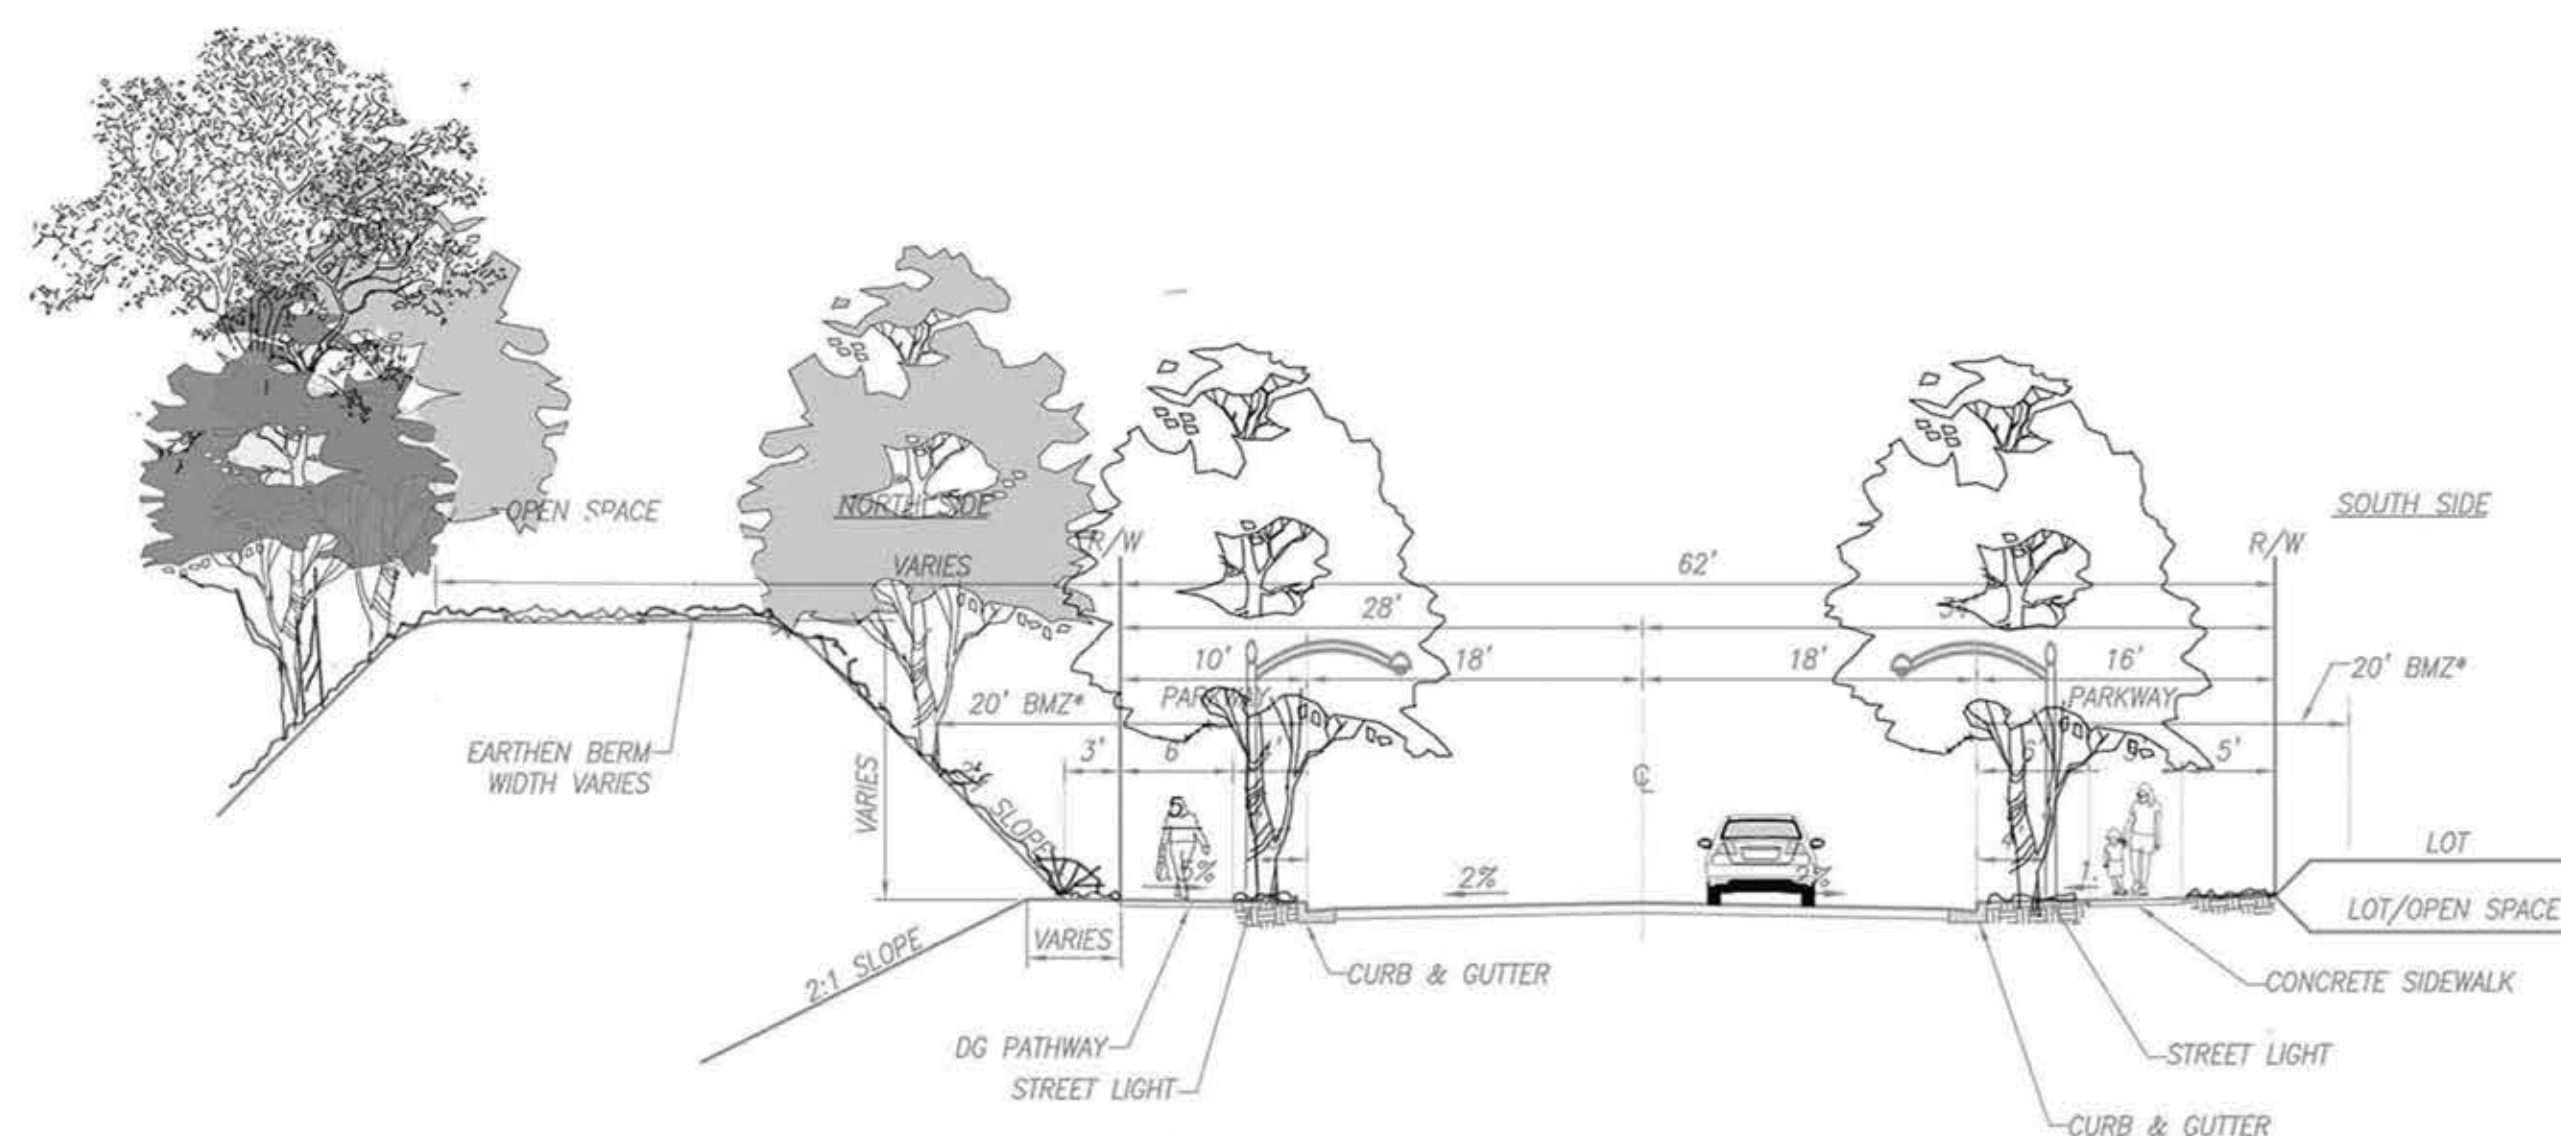 OPEN SPACE
NORTH SIDE
SOUTH SIDE
R/W
R/W
VARIES
62'
28'
10'
18'
18'
16'
20' BMZ*
PARKWAY
PARKWAY
20' BMZ*
3'
6'
6'
5'
5'
EARTHEN BERM
WIDTH VARIES
VARIES
SLOPE
℄
2%
2%
LOT
LOT/OPEN SPACE
VARIES
2:1 SLOPE
CURB & GUTTER
CONCRETE SIDEWALK
DG PATHWAY
STREET LIGHT
STREET LIGHT
CURB & GUTTER